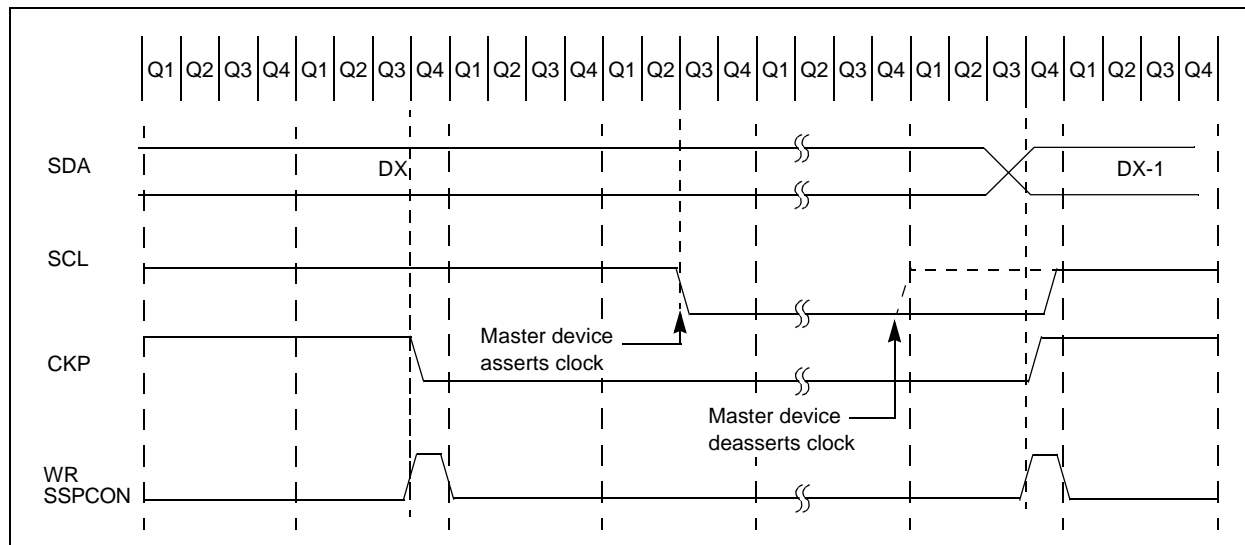 Q1 Q2 Q3 Q4 Q1 Q2 Q3 Q4 Q1 Q2 Q3 Q4 Q1 Q2 Q3 Q4 Q1 Q2 Q3 Q4 Q1 Q2 Q3 Q4 Q1 Q2 Q3 Q4
SDA
DX
DX-1
SCL
Master device
asserts clock
CKP
Master device
deasserts clock
WR
SSPCON